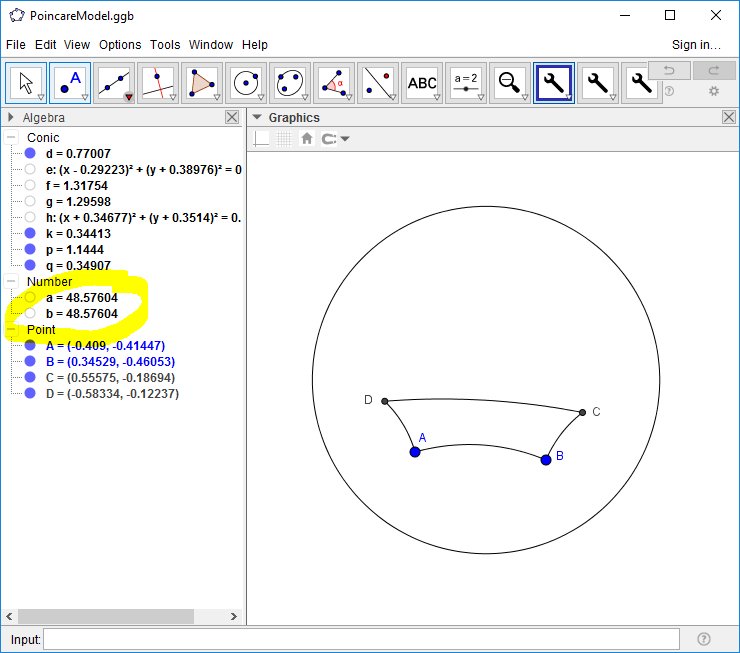 PoincareModel.ggb
File Edit View Options Tools Window Help Sign in...
A α ABC a = 2
Algebra
Graphics
Conic
d = 0.77007
e: (x - 0.29223)² + (y + 0.38976)² = 0
f = 1.31754
g = 1.29598
h: (x + 0.34677)² + (y + 0.3514)² = 0.
k = 0.34413
p = 1.1444
q = 0.34907
Number
a = 48.57604
b = 48.57604
Point
A = (-0.409, -0.41447)
B = (0.34529, -0.46053)
C = (0.55575, -0.18694)
D = (-0.58334, -0.12237)
D
C
A
B
Input: